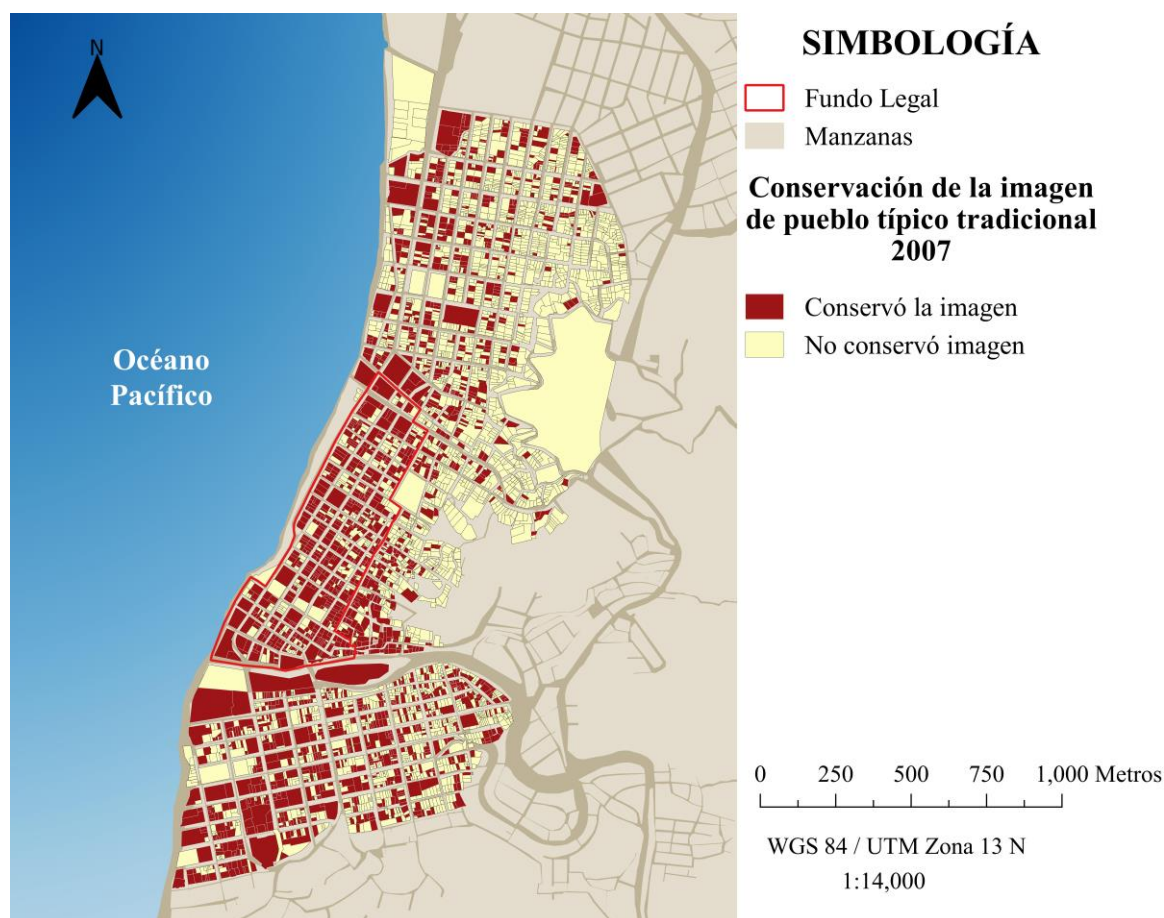 N
Océano
Pacífico
SIMBOLOGÍA
Fundo Legal
Manzanas
Conservación de la imagen
de pueblo típico tradicional
2007
Conservó la imagen
No conservó imagen
0 250 500 750 1,000 Metros
WGS 84 / UTM Zona 13 N
1:14,000